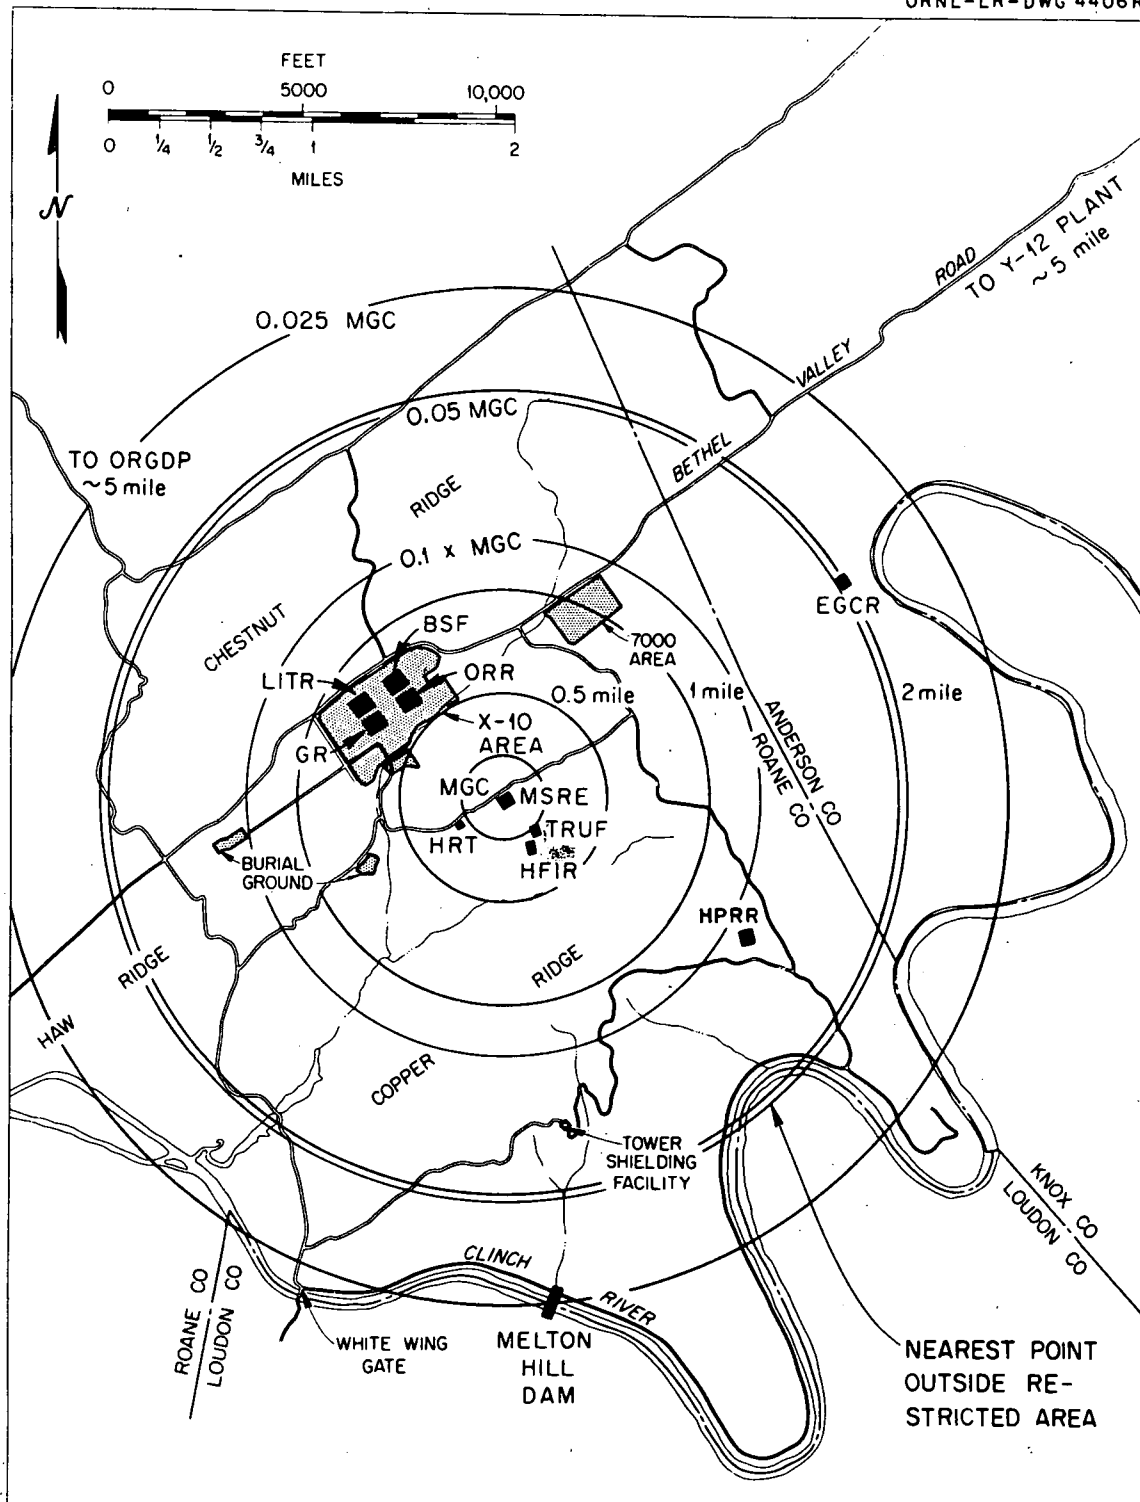 ORNL-LR-DWG 4406R
FEET
0 5000 10,000
0 1/4 1/2 3/4 1 2
MILES
N
TO Y-12 PLANT
~5 mile
ROAD
VALLEY
BETHEL
0.025 MGC
0.05 MGC
TO ORGDP
~5 mile
RIDGE
0.1 x MGC
EGCR
CHESTNUT
BSF
7000
AREA
LITR
ORR
0.5 mile
1 mile
2 mile
X-10
AREA
GR
ANDERSON CO
ROANE CO
MGC
MSRE
HRT
TRUF
HFIR
BURIAL
GROUND
HPRR
RIDGE
RIDGE
HAW
COPPER
TOWER
SHIELDING
FACILITY
KNOX CO
LOUDON CO
CLINCH
RIVER
ROANE CO
LOUDON CO
WHITE WING
GATE
MELTON
HILL
DAM
NEAREST POINT
OUTSIDE RE-
STRICTED AREA